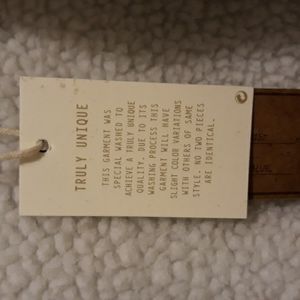 TRULY UNIQUE
THIS GARMENT WAS
SPECIAL WASHED TO
ACHIEVE A TRULY UNIQUE
QUALITY. DUE TO ITS
WASHING PROCESS THIS
GARMENT WILL HAVE
SLIGHT COLOR VARIATIONS
WITH OTHERS OF SAME
STYLE. NO TWO PIECES
ARE IDENTICAL.